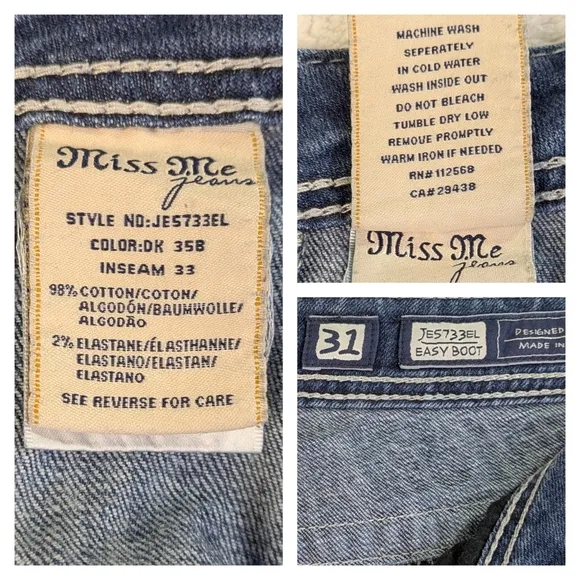 Miss Me
jeans
STYLE NO:JE5733EL
COLOR:DK 35B
INSEAM 33
98% COTTON/COTON/
ALGODÓN/BAUMWOLLE/
ALGODÃO
2% ELASTANE/ÉLASTHANNE/
ELASTANO/ELASTAN/
ELASTANO
SEE REVERSE FOR CARE
MACHINE WASH
SEPERATELY
IN COLD WATER
WASH INSIDE OUT
DO NOT BLEACH
TUMBLE DRY LOW
REMOVE PROMPTLY
WARM IRON IF NEEDED
RN# 112568
CA# 29438
Miss Me
jeans
31
JE5733EL
EASY BOOT
DESIGNED
MADE IN